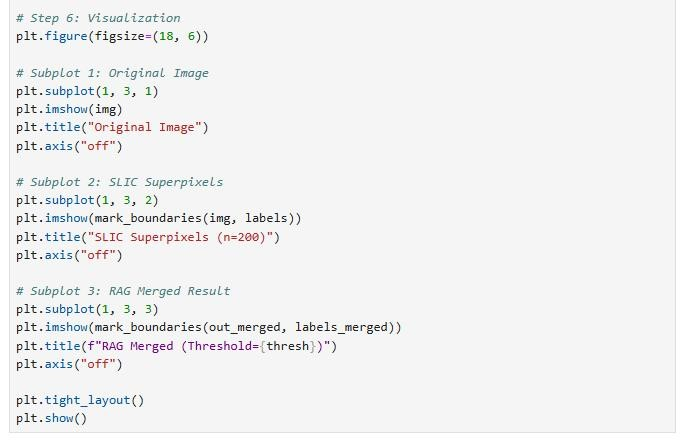 # Step 6: Visualization
plt.figure(figsize=(18, 6))
# Subplot 1: Original Image
plt.subplot(1, 3, 1)
plt.imshow(img)
plt.title("Original Image")
plt.axis("off")
# Subplot 2: SLIC Superpixels
plt.subplot(1, 3, 2)
plt.imshow(mark_boundaries(img, labels))
plt.title("SLIC Superpixels (n=200)")
plt.axis("off")
# Subplot 3: RAG Merged Result
plt.subplot(1, 3, 3)
plt.imshow(mark_boundaries(out_merged, labels_merged))
plt.title(f"RAG Merged (Threshold={thresh})")
plt.axis("off")
plt.tight_layout()
plt.show()